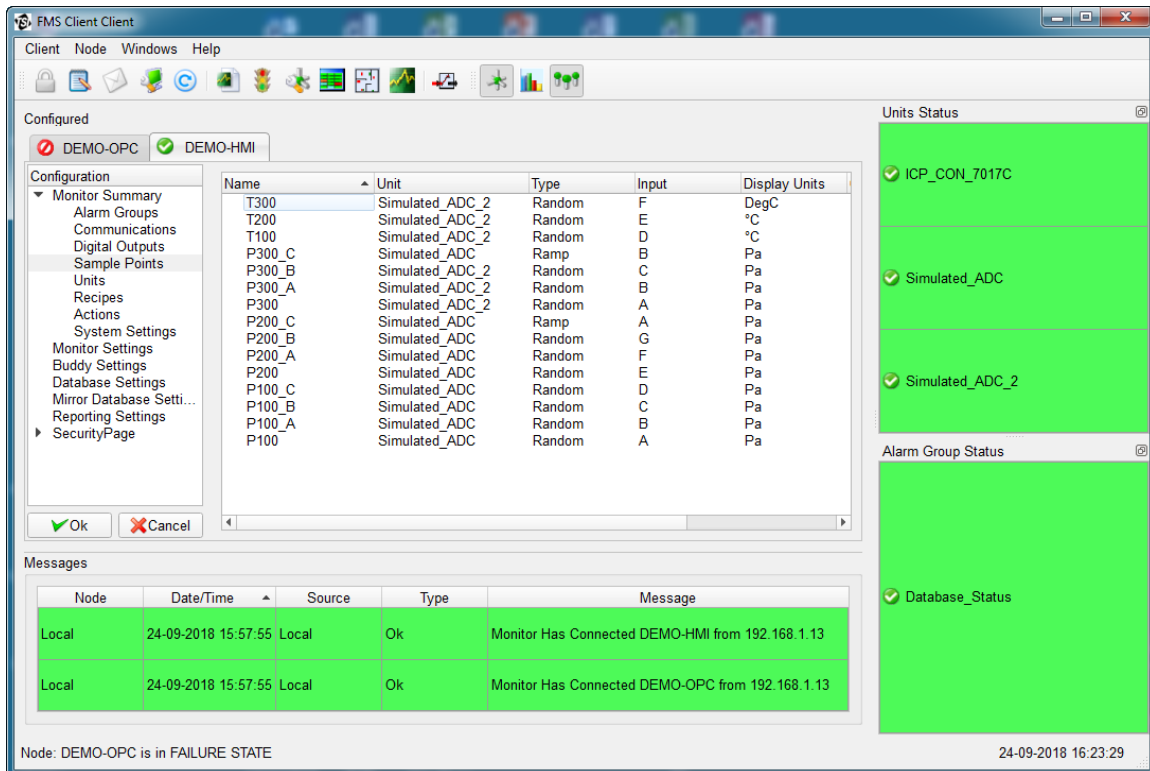 FMS Client Client
Client Node Windows Help
Configured
DEMO-OPC DEMO-HMI
Configuration
Monitor Summary
Alarm Groups
Communications
Digital Outputs
Sample Points
Units
Recipes
Actions
System Settings
Monitor Settings
Buddy Settings
Database Settings
Mirror Database Setti...
Reporting Settings
SecurityPage
Ok Cancel
Name Unit Type Input Display Units
T300 Simulated_ADC_2 Random F DegC
T200 Simulated_ADC_2 Random E °C
T100 Simulated_ADC_2 Random D °C
P300_C Simulated_ADC Ramp B Pa
P300_B Simulated_ADC_2 Random C Pa
P300_A Simulated_ADC_2 Random B Pa
P300 Simulated_ADC_2 Random A Pa
P200_C Simulated_ADC Ramp A Pa
P200_B Simulated_ADC Random G Pa
P200_A Simulated_ADC Random F Pa
P200 Simulated_ADC Random E Pa
P100_C Simulated_ADC Random D Pa
P100_B Simulated_ADC Random C Pa
P100_A Simulated_ADC Random B Pa
P100 Simulated_ADC Random A Pa
Units Status
ICP_CON_7017C
Simulated_ADC
Simulated_ADC_2
Alarm Group Status
Database_Status
Messages
Node Date/Time Source Type Message
Local 24-09-2018 15:57:55 Local Ok Monitor Has Connected DEMO-HMI from 192.168.1.13
Local 24-09-2018 15:57:55 Local Ok Monitor Has Connected DEMO-OPC from 192.168.1.13
Node: DEMO-OPC is in FAILURE STATE 24-09-2018 16:23:29